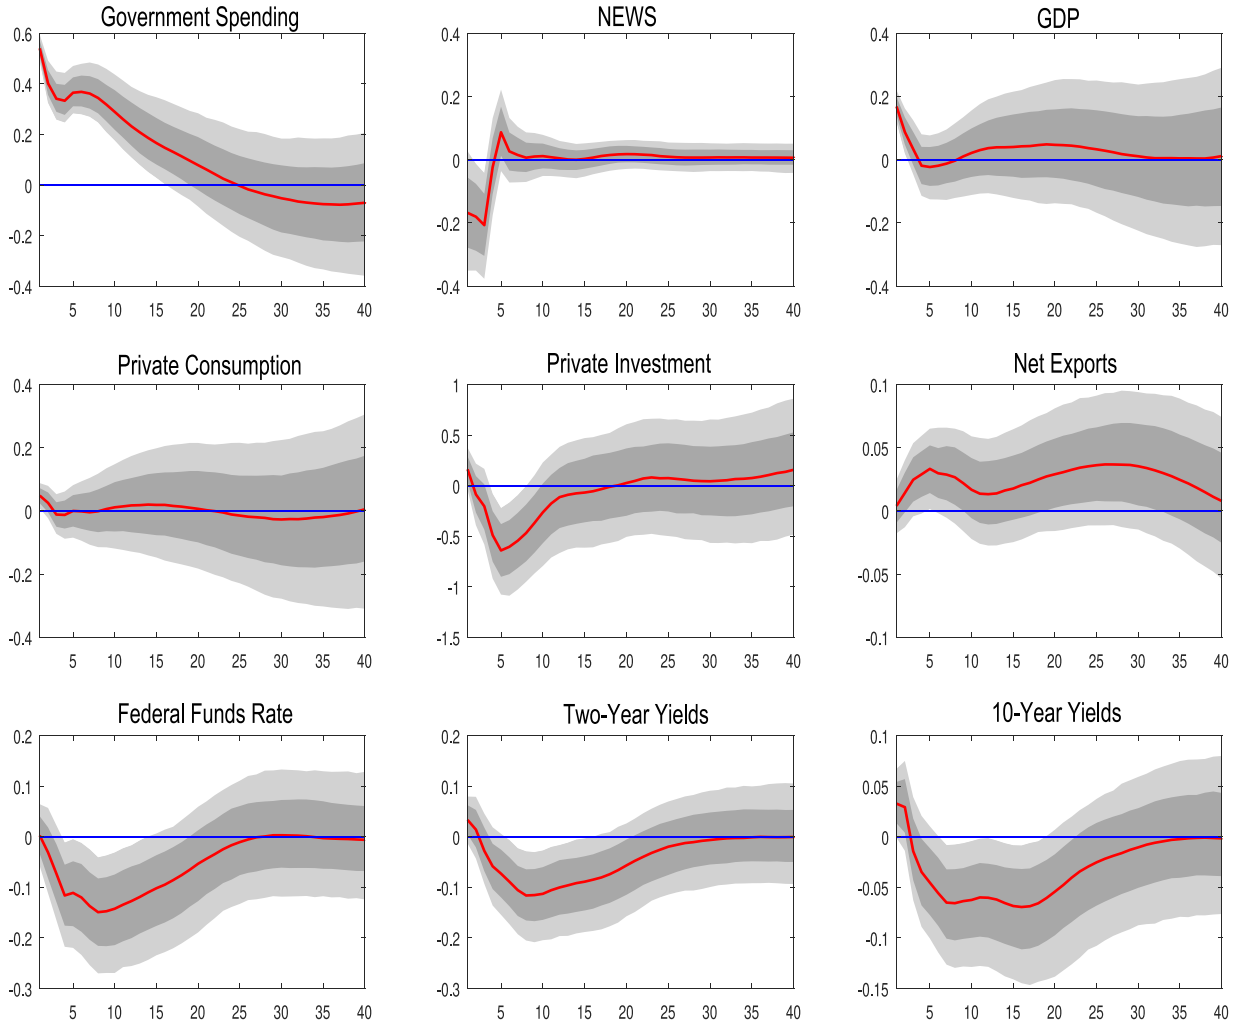 Government Spending
NEWS
GDP
0.6
0.4
0.2
0
-0.2
-0.4
5 10 15 20 25 30 35 40
0.4
0.2
0
-0.2
-0.4
5 10 15 20 25 30 35 40
0.4
0.2
0
-0.2
-0.4
5 10 15 20 25 30 35 40
Private Consumption
Private Investment
Net Exports
0.4
0.2
0
-0.2
-0.4
5 10 15 20 25 30 35 40
1
0.5
0
-0.5
-1
-1.5
5 10 15 20 25 30 35 40
0.1
0.05
0
-0.05
-0.1
5 10 15 20 25 30 35 40
Federal Funds Rate
Two-Year Yields
10-Year Yields
0.2
0.1
0
-0.1
-0.2
-0.3
5 10 15 20 25 30 35 40
0.2
0.1
0
-0.1
-0.2
-0.3
5 10 15 20 25 30 35 40
0.1
0.05
0
-0.05
-0.1
-0.15
5 10 15 20 25 30 35 40